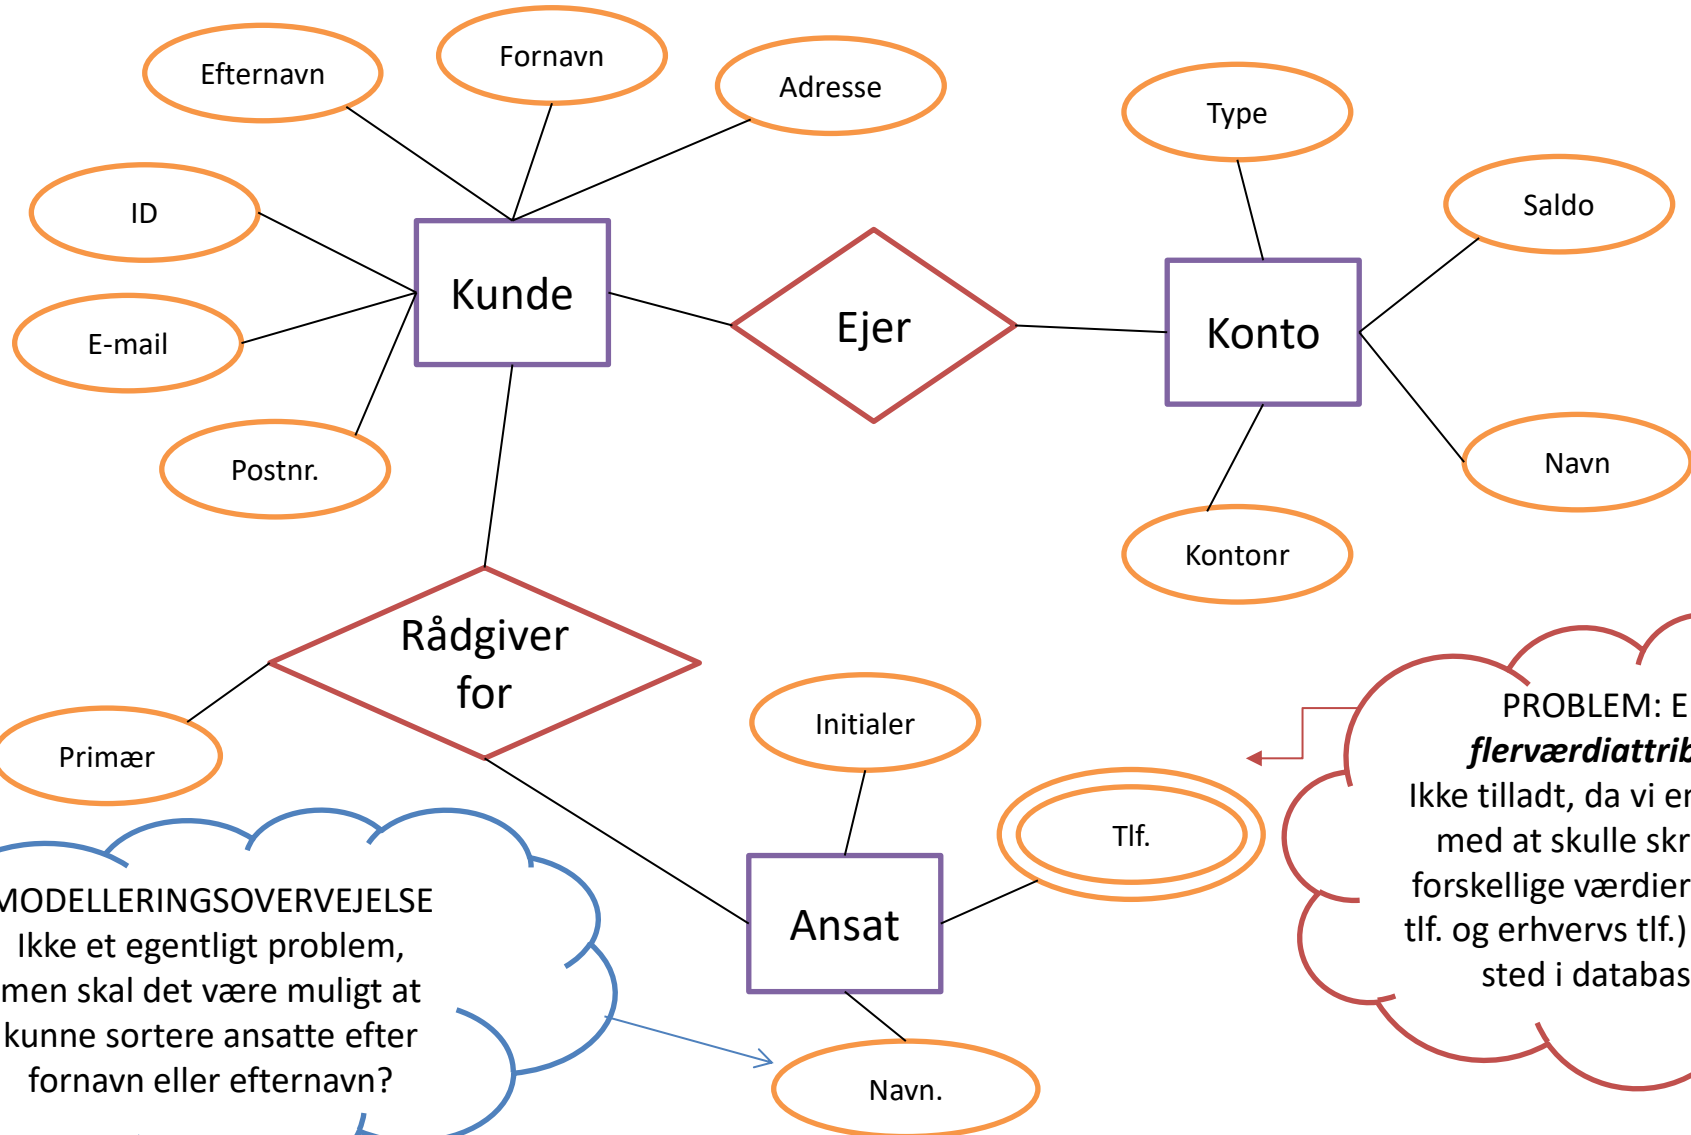 Efternavn
Fornavn
Adresse
Type
ID
Saldo
Kunde
Ejer
Konto
E-mail
Postnr.
Navn
Kontonr
Rådgiver
for
Primær
Initialer
Tlf.
Ansat
Navn.
PROBLEM: E
flerværdiattrib
Ikke tilladt, da vi er
med at skulle skr
forskellige værdier
tlf. og erhvervs tlf.)
sted i databas
MODELLERINGSOVERVEJELSE
Ikke et egentligt problem,
men skal det være muligt at
kunne sortere ansatte efter
fornavn eller efternavn?